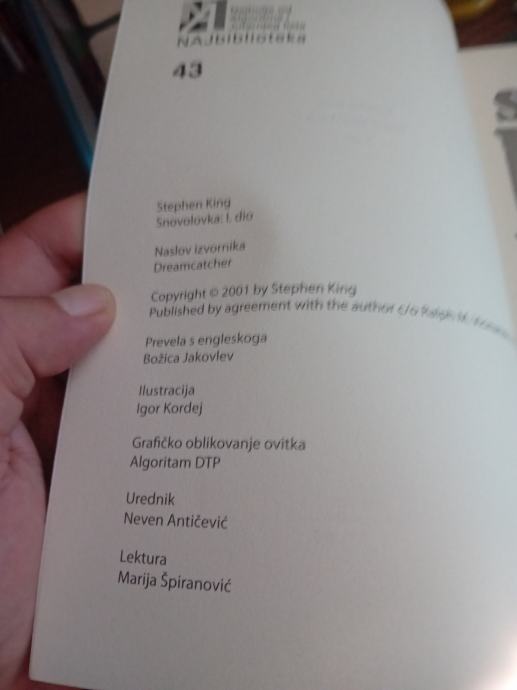 NAJbiblioteka
43
Stephen King
Snovolovka: I. dio
Naslov izvornika
Dreamcatcher
Copyright © 2001 by Stephen King
Published by agreement with the author c/o Ralph M.
Prevela s engleskoga
Božica Jakovlev
Ilustracija
Igor Kordej
Grafičko oblikovanje ovitka
Algoritam DTP
Urednik
Neven Antičević
Lektura
Marija Špiranović